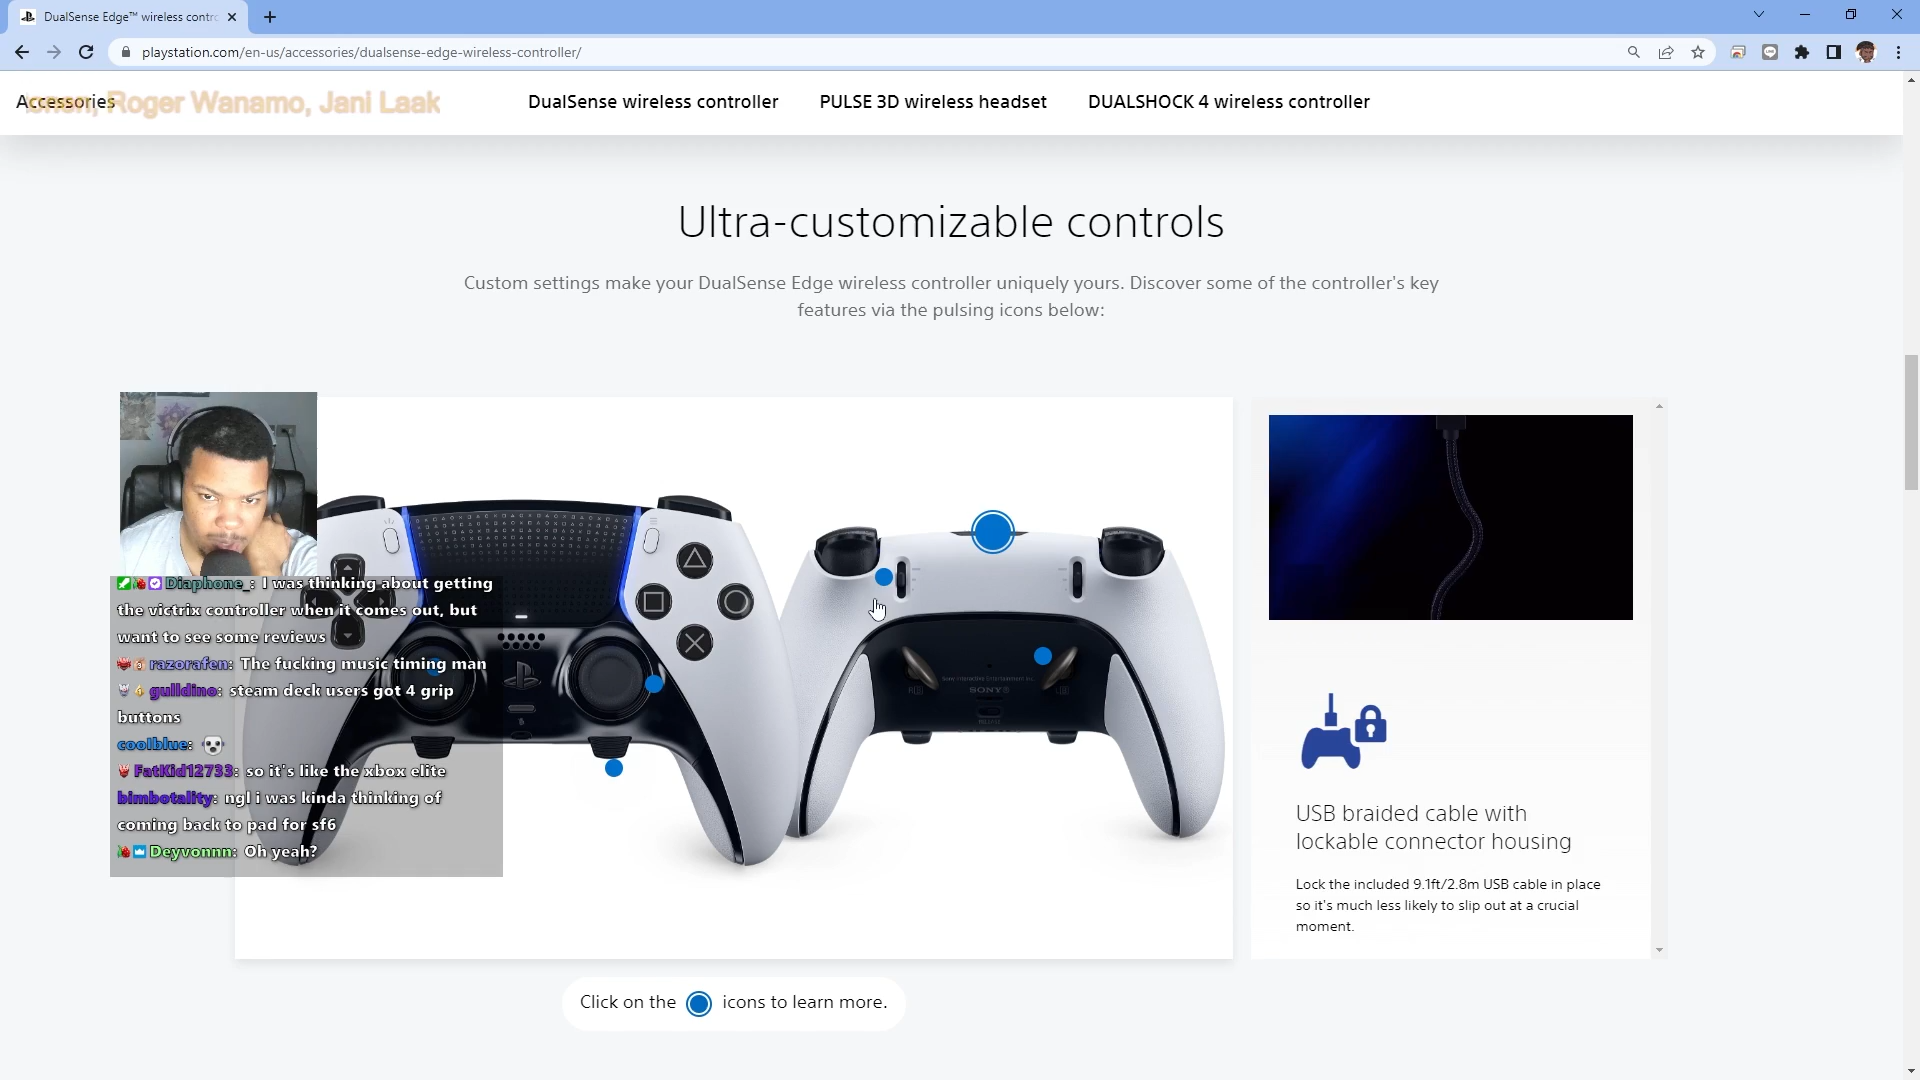 DualSense Edge™ wireless contr
playstation.com/en-us/accessories/dualsense-edge-wireless-controller/
Accessories
nen, Roger Wanamo, Jani Laak
DualSense wireless controller
PULSE 3D wireless headset
DUALSHOCK 4 wireless controller
Ultra-customizable controls
Custom settings make your DualSense Edge wireless controller uniquely yours. Discover some of the controller's key
features via the pulsing icons below:
Diaphone_: I was thinking about getting
the victrix controller when it comes out, but
want to see some reviews
razorafen: The fucking music timing man
gulldino: steam deck users got 4 grip
buttons
coolblue:
FatKid12733: so it's like the xbox elite
bimbotality: ngl i was kinda thinking of
coming back to pad for sf6
Deyvonnn: Oh yeah?
SONY
USB braided cable with
lockable connector housing
Lock the included 9.1ft/2.8m USB cable in place
so it's much less likely to slip out at a crucial
moment.
Click on the icons to learn more.